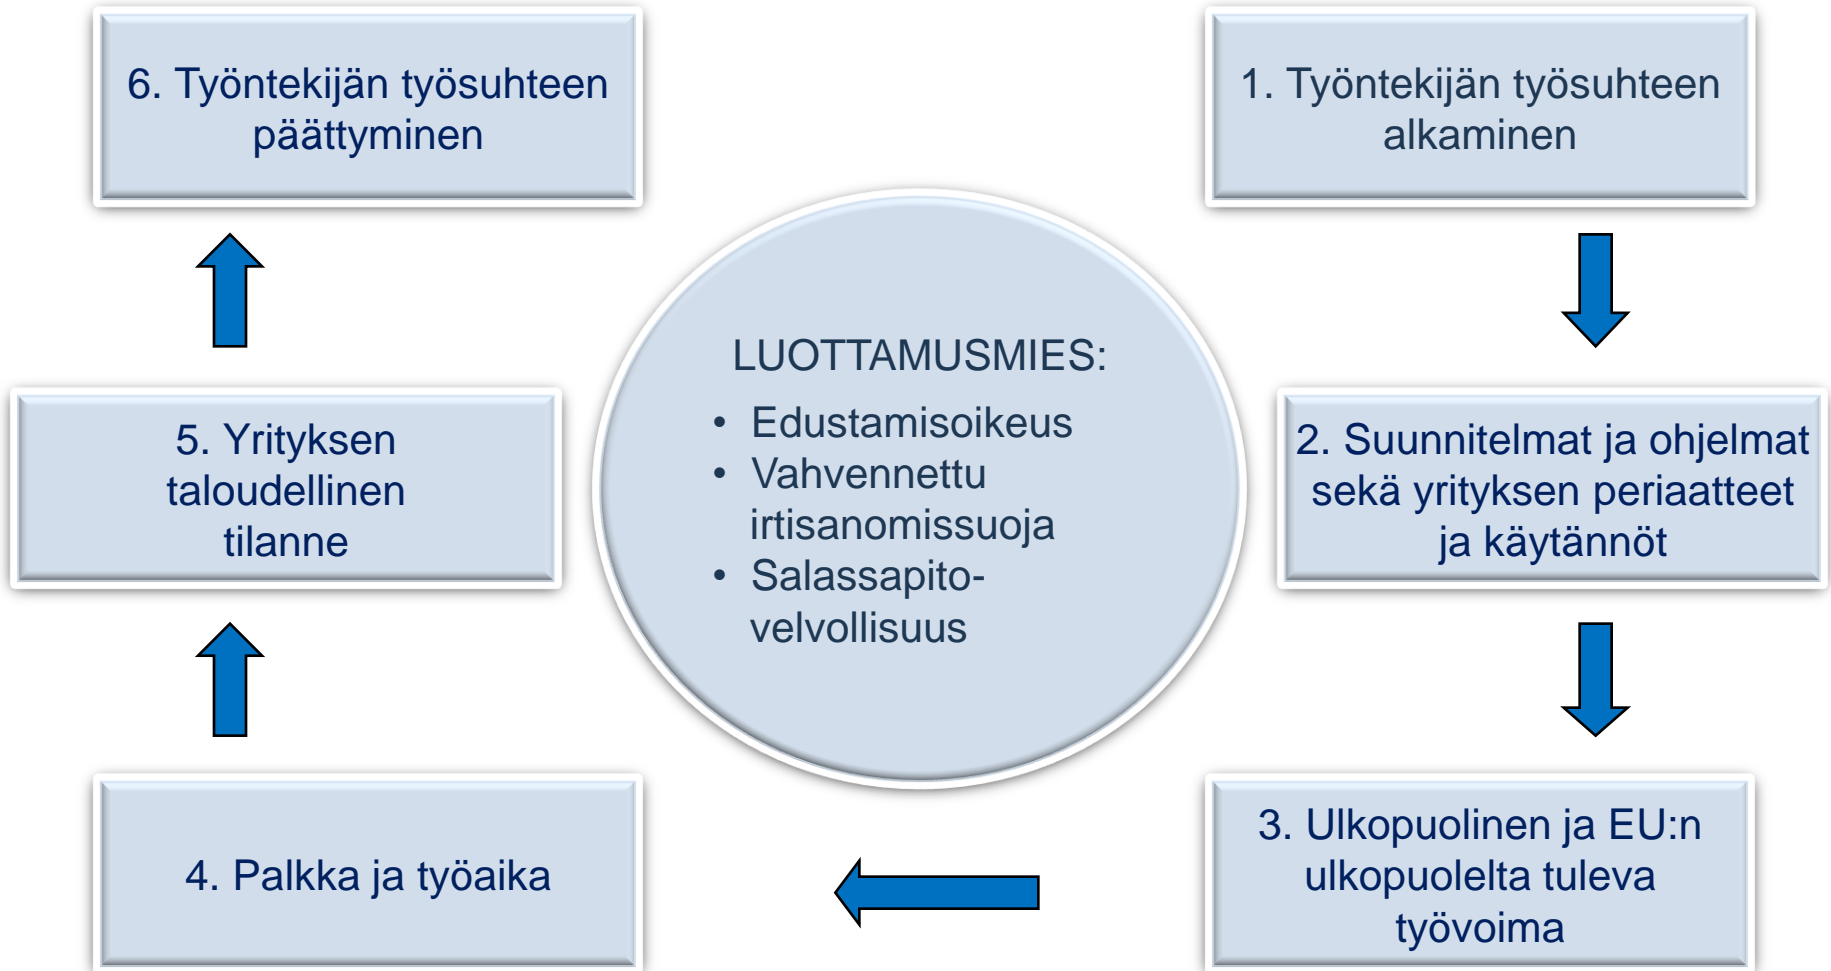 6. Työntekijän työsuhteen
päättyminen
1. Työntekijän työsuhteen
alkaminen
LUOTTAMUSMIES:
• Edustamisoikeus
• Vahvennettu
irtisanomissuoja
• Salassapito-
velvollisuus
5. Yrityksen
taloudellinen
tilanne
2. Suunnitelmat ja ohjelmat
sekä yrityksen periaatteet
ja käytännöt
4. Palkka ja työaika
3. Ulkopuolinen ja EU:n
ulkopuolelta tuleva
työvoima